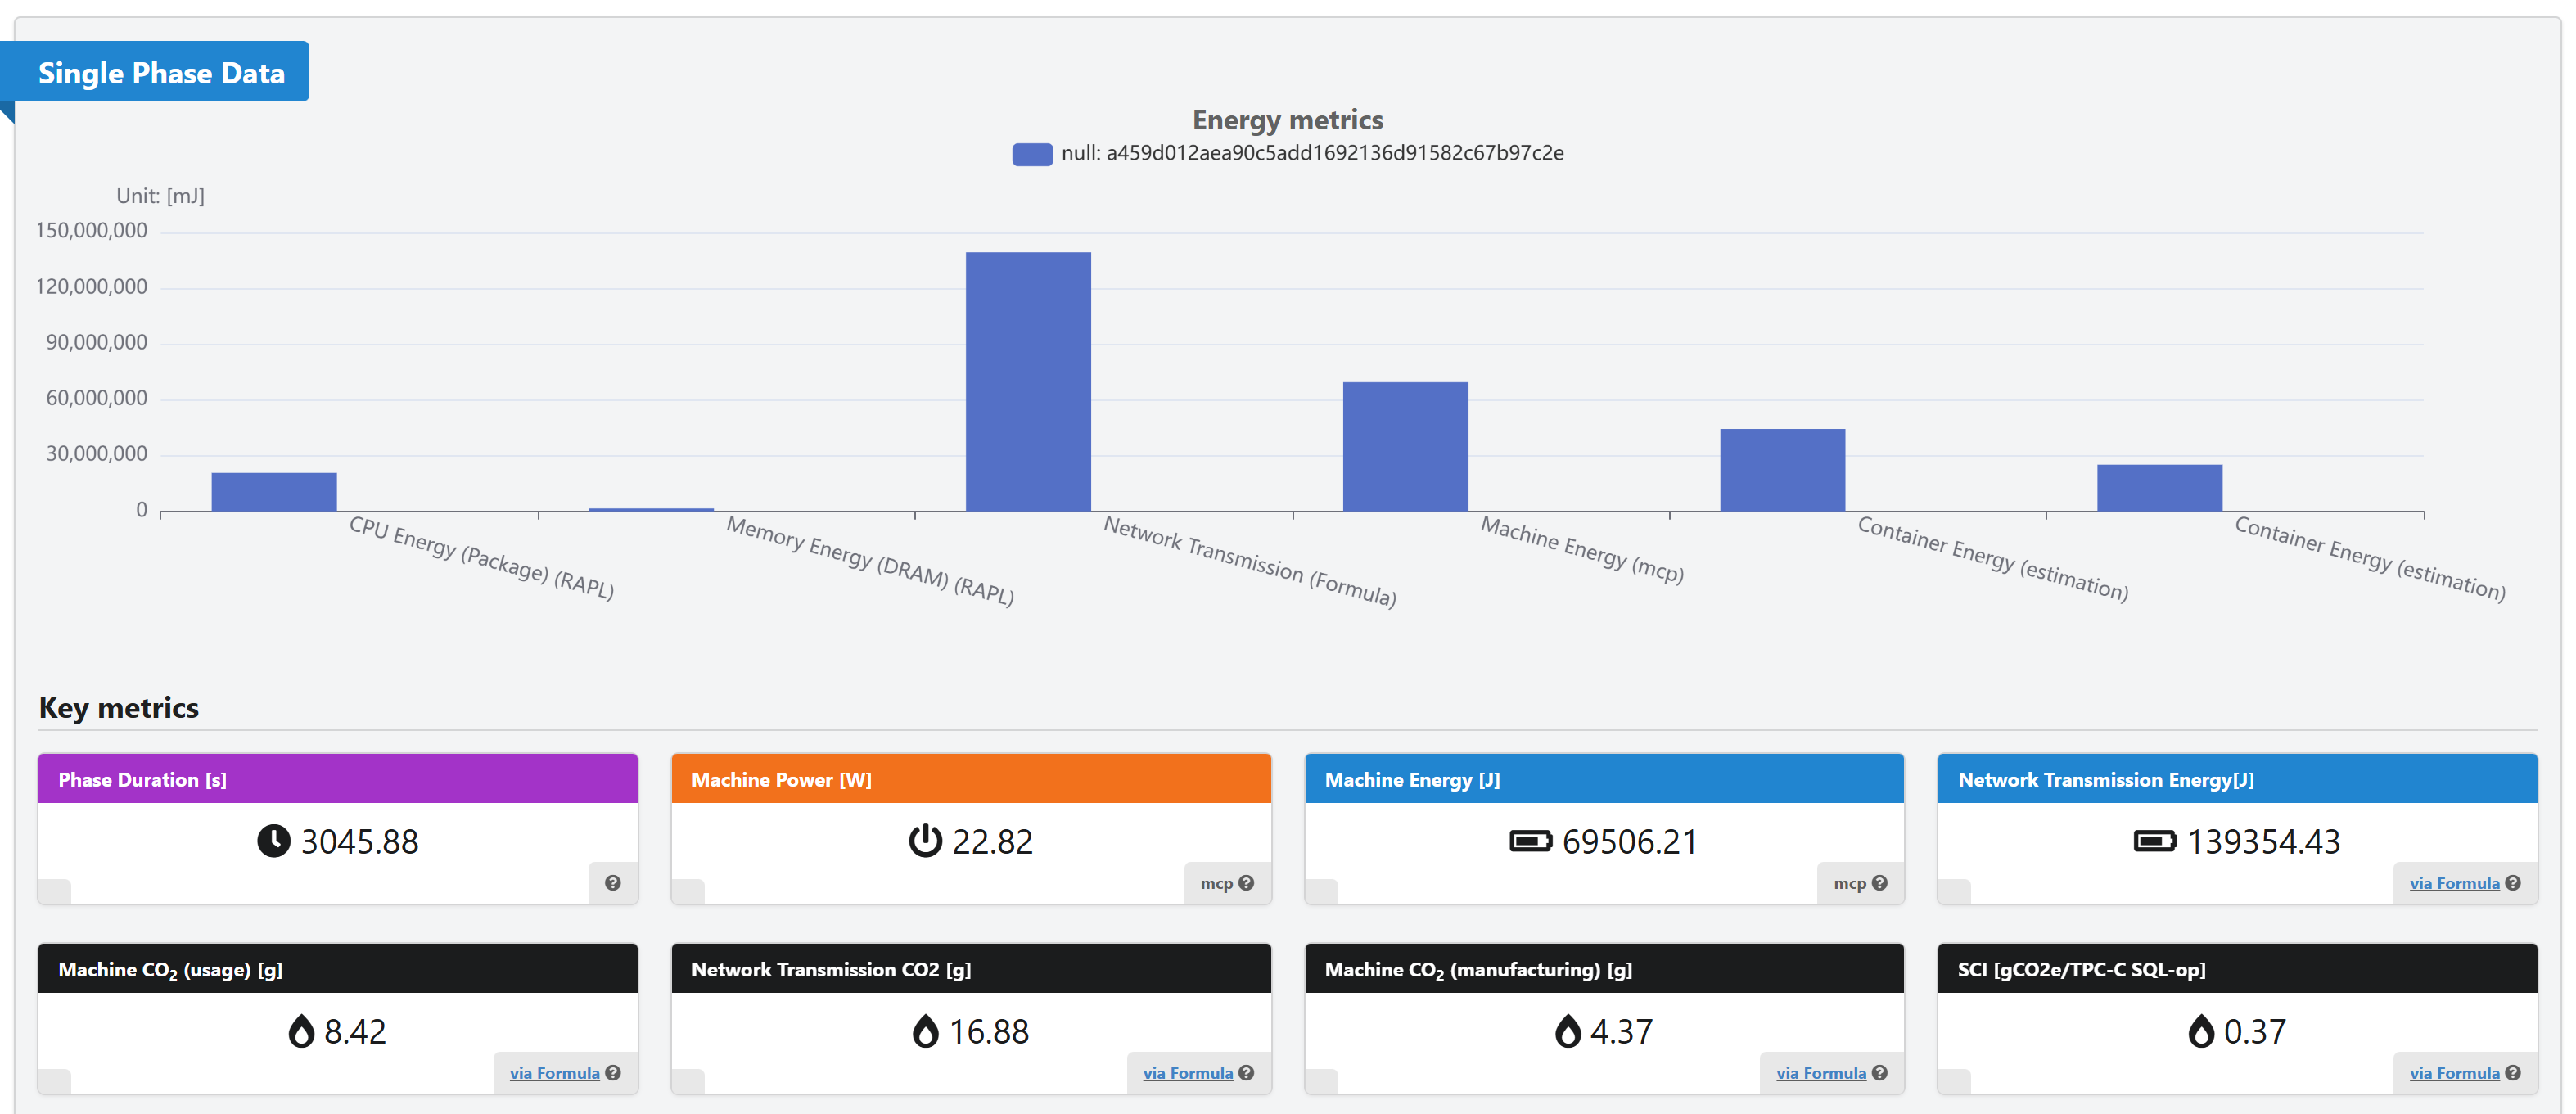 Single Phase Data
Energy metrics
null: a459d012aea90c5add1692136d91582c67b97c2e
Unit: [mJ]
150,000,000
120,000,000
90,000,000
60,000,000
30,000,000
0
CPU Energy (Package) (RAPL)
Memory Energy (DRAM) (RAPL)
Network Transmission (Formula)
Machine Energy (mcp)
Container Energy (estimation)
Container Energy (estimation)
Key metrics
Phase Duration [s]
3045.88
Machine Power [W]
22.82
mcp
Machine Energy [J]
69506.21
mcp
Network Transmission Energy[J]
139354.43
via Formula
Machine CO₂ (usage) [g]
8.42
via Formula
Network Transmission CO2 [g]
16.88
via Formula
Machine CO₂ (manufacturing) [g]
4.37
via Formula
SCI [gCO2e/TPC-C SQL-op]
0.37
via Formula